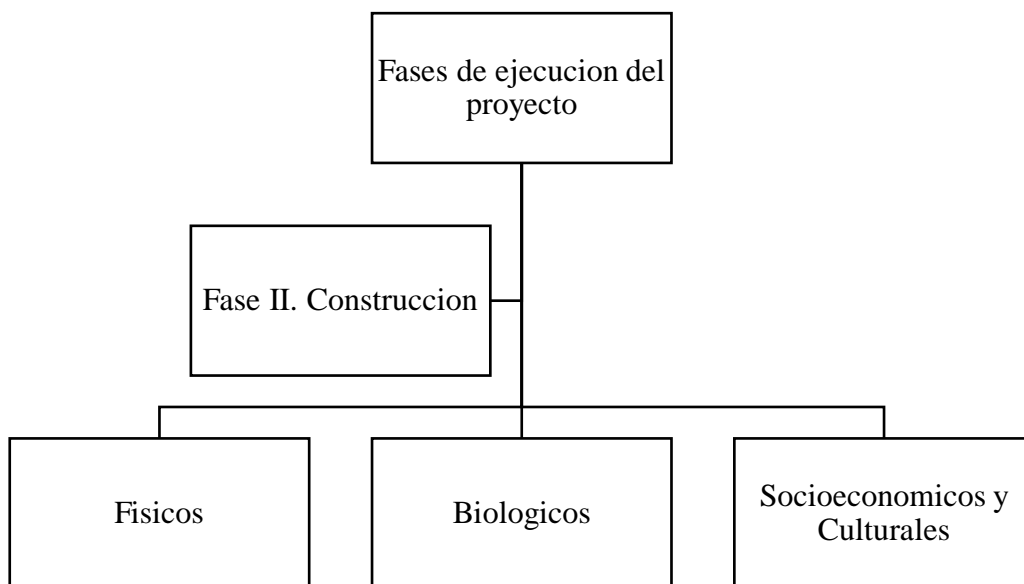 Fases de ejecucion del
proyecto
Fase II. Construccion
Fisicos
Biologicos
Socioeconomicos y
Culturales